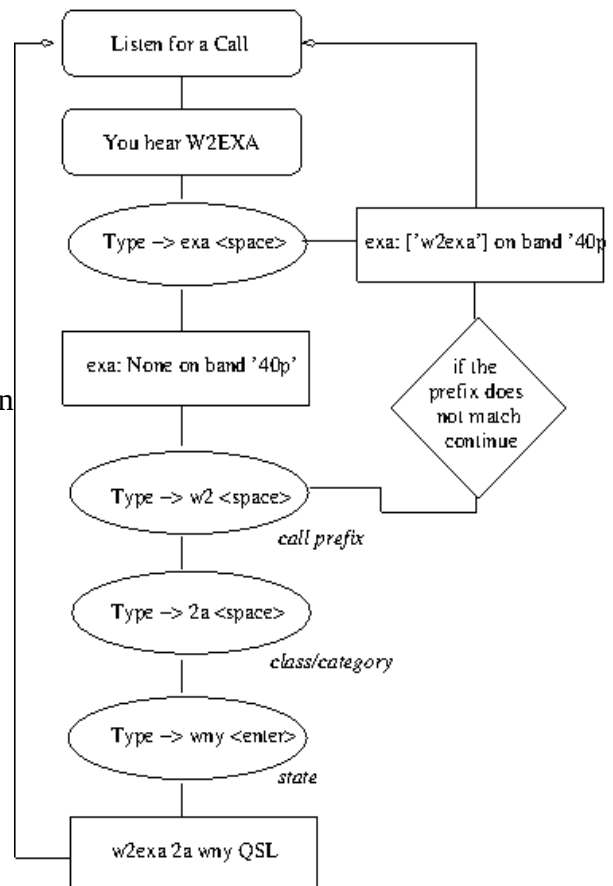 Listen for a Call
You hear W2EXA
Type -> exa <space>
exa: ['w2exa'] on band '40p
exa: None on band '40p'
if the
prefix does
not match
continue
n
Type -> w2 <space>
call prefix
Type -> 2a <space>
class/category
Type -> wny <enter>
state
w2exa 2a wny QSL